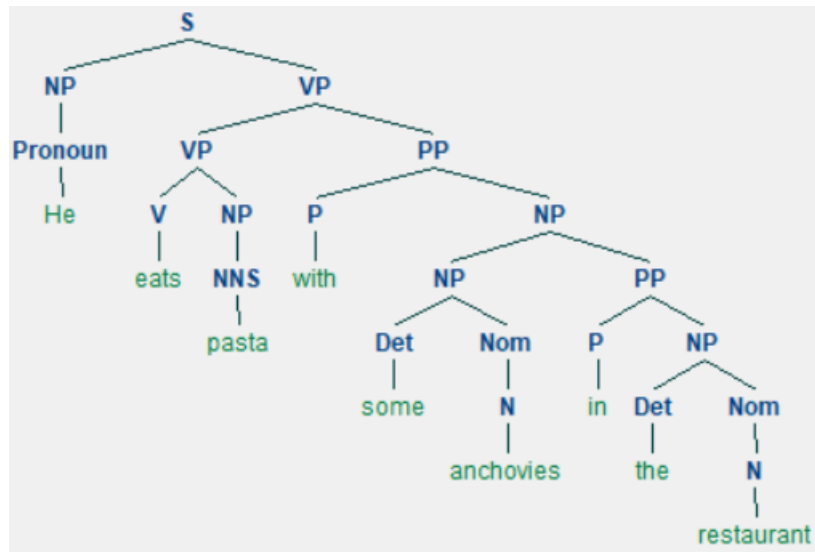 S
NP VP
Pronoun VP PP
He V NP P NP
eats NNS with NP PP
pasta Det Nom P NP
some N in Det Nom
anchovies the N
restaurant